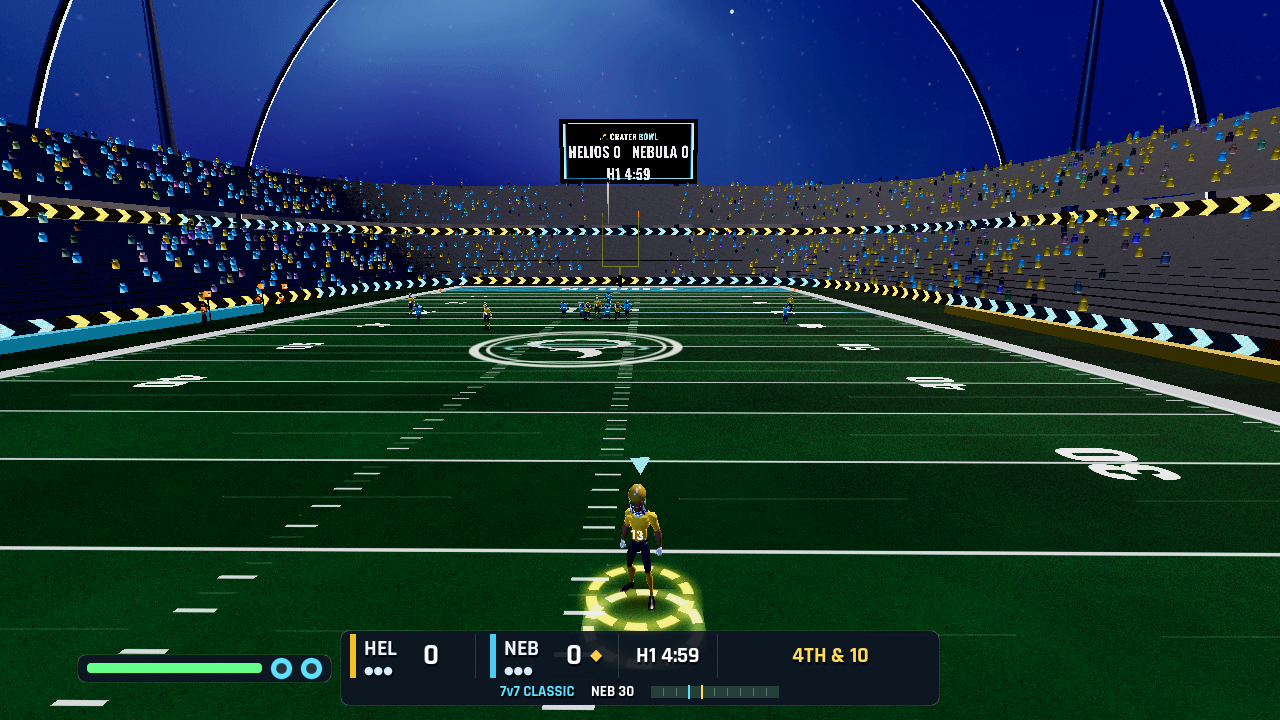 CRATER BOWL
HELIOS 0 NEBULA 0
H1 4:59
13
HEL 0 NEB 0 H1 4:59 4TH & 10
7v7 CLASSIC NEB 30